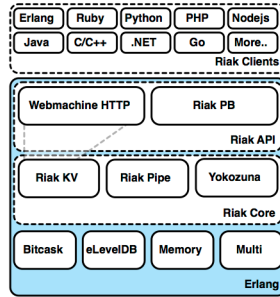 Erlang Ruby Python PHP Nodejs
Java C/C++ .NET Go More..
Riak Clients
Webmachine HTTP Riak PB
Riak API
Riak KV Riak Pipe Yokozuna
Riak Core
Bitcask eLevelDB Memory Multi
Erlang